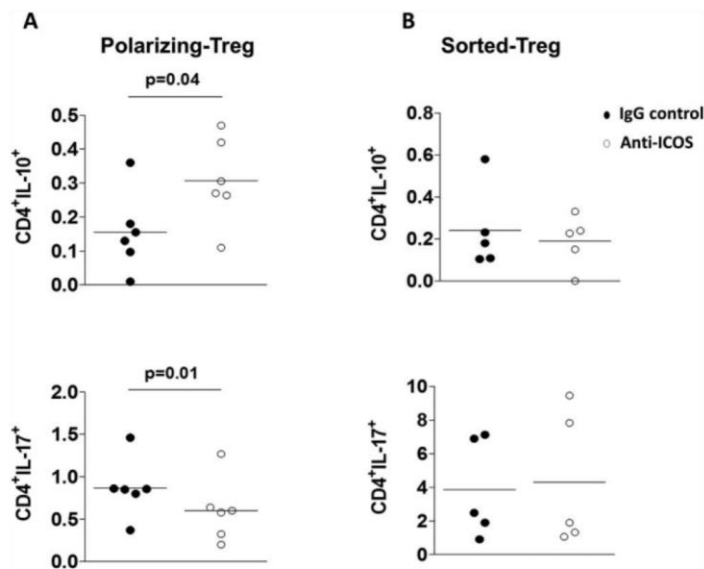 A
B
Polarizing-Treg
Sorted-Treg
p=0.04
0.5
0.4
0.3
0.2
0.1
0.0
CD4⁺IL-10⁺
0.8
0.6
0.4
0.2
0.0
CD4⁺IL-10⁺
IgG control
Anti-ICOS
p=0.01
2.0
1.5
1.0
0.5
0.0
CD4⁺IL-17⁺
10
8
6
4
2
0
CD4⁺IL-17⁺